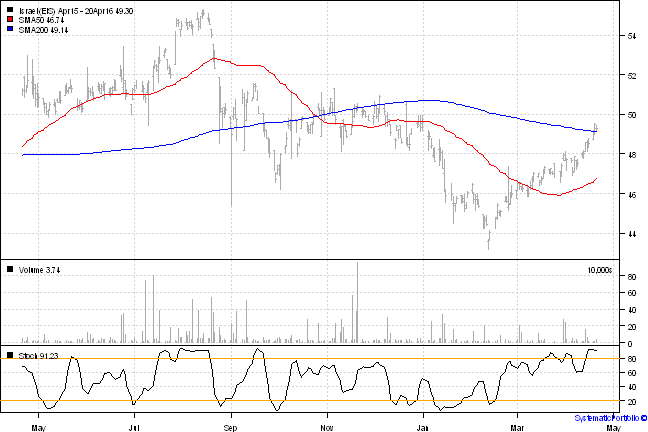 Israel(EIS) Apr15 - 20Apr16 49.30
SMA50 46.74
SMA200 49.14
54
52
50
48
46
44
Volume 3.74
10,000s
80
60
40
20
0
Stoch 91.23
80
60
40
20
May Jul Sep Nov Jan Mar May
SystematicPortfolio ©